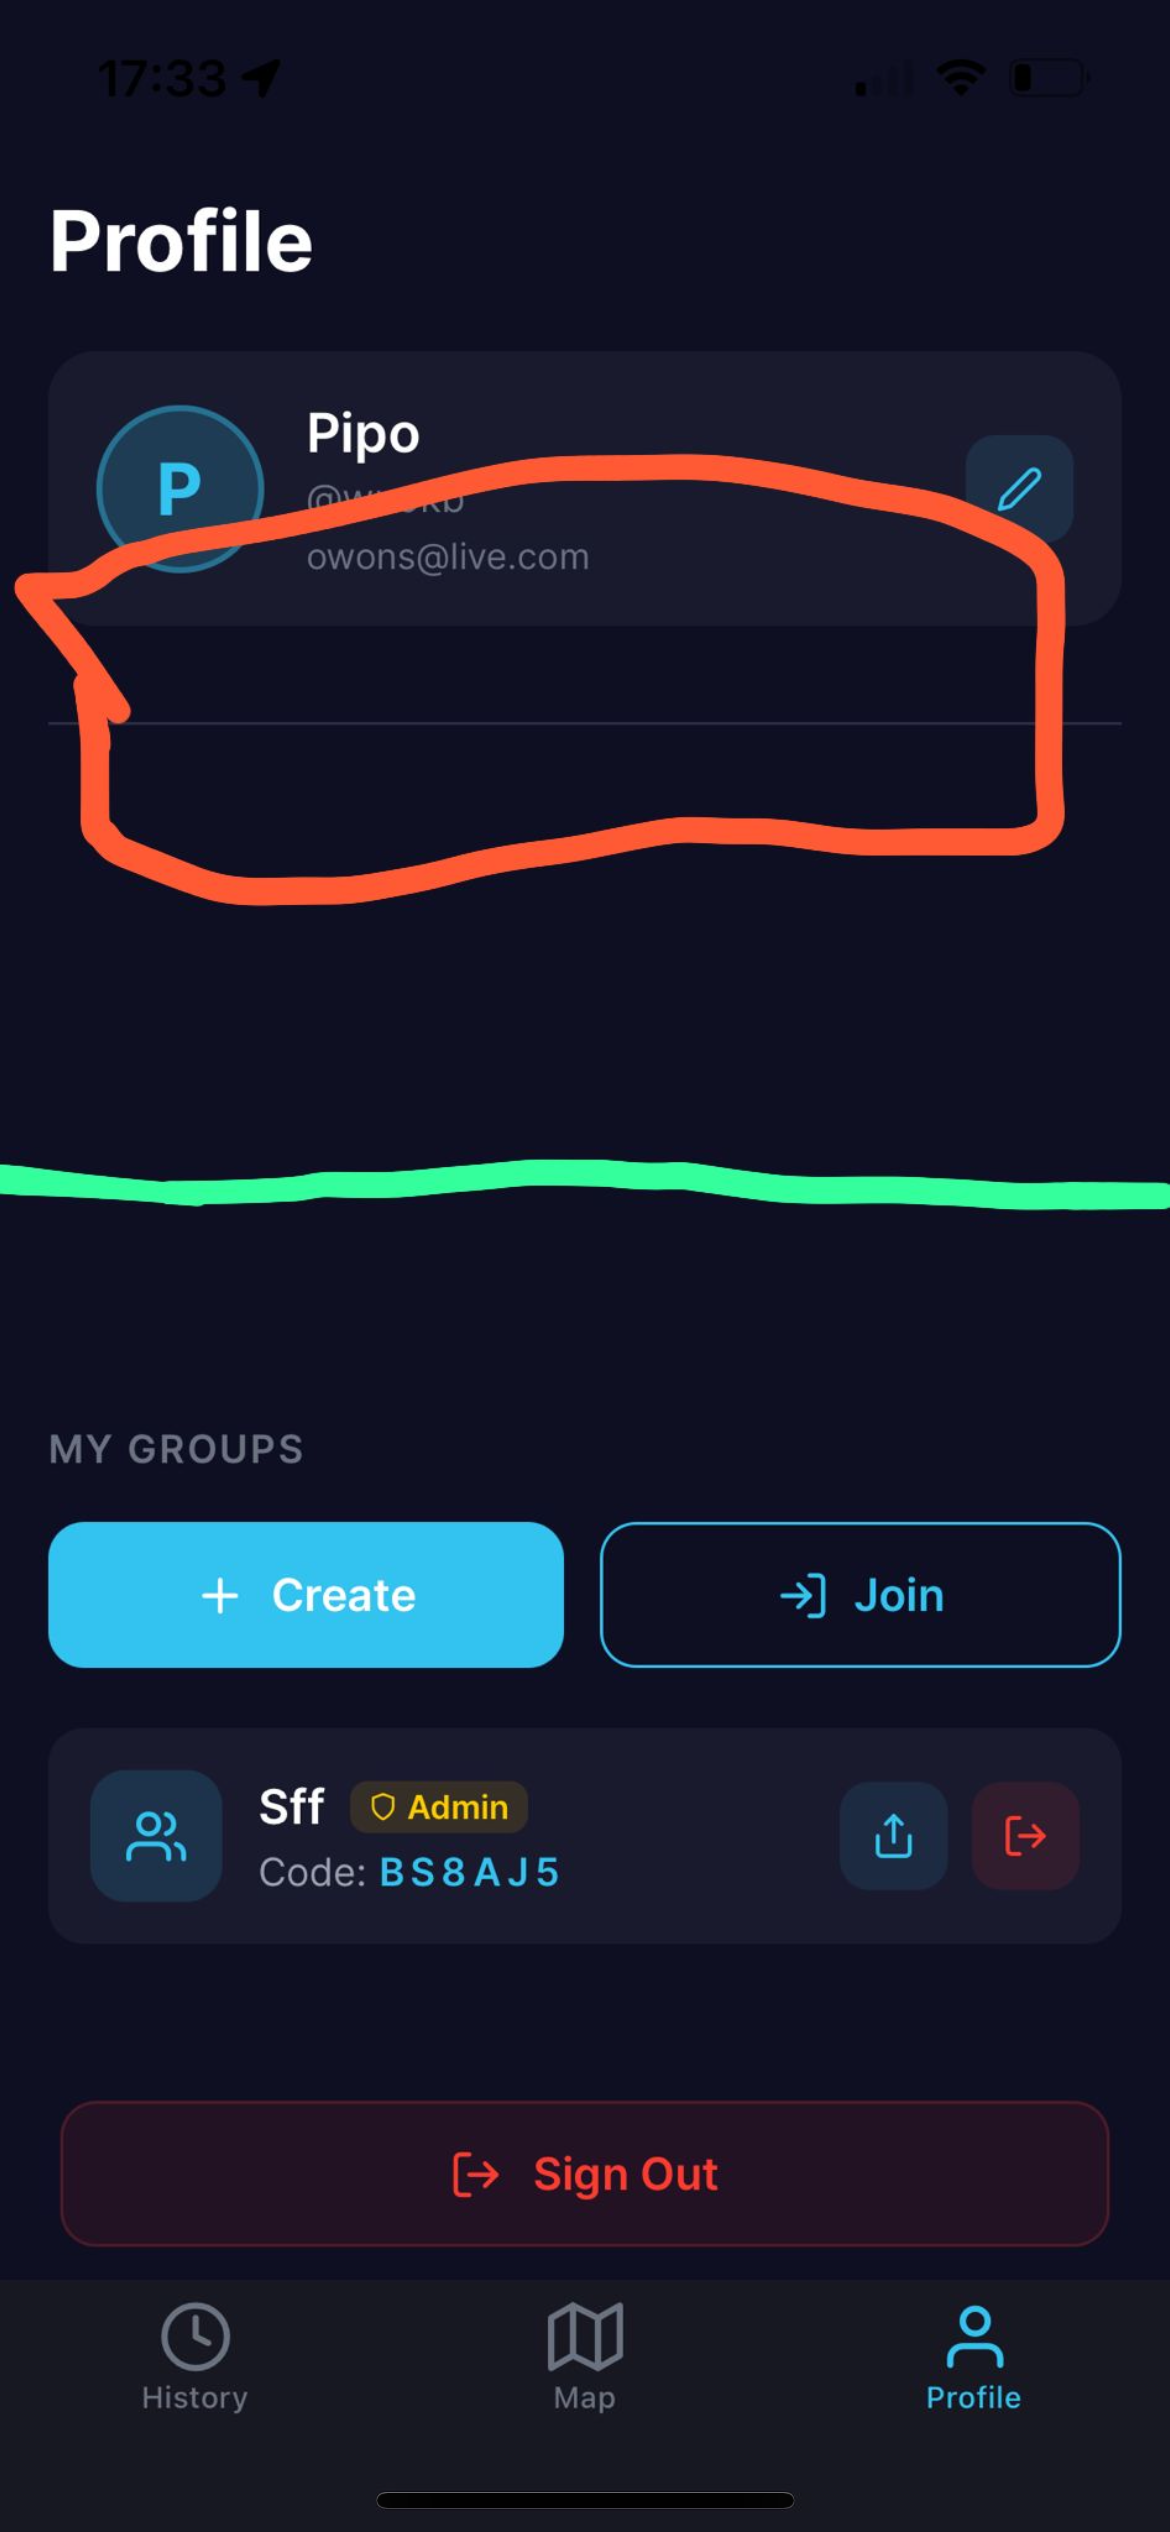 17:33
Profile
P
Pipo
owons@live.com
MY GROUPS
Create
Join
Sff
Admin
Code: BS8AJ5
Sign Out
History
Map
Profile